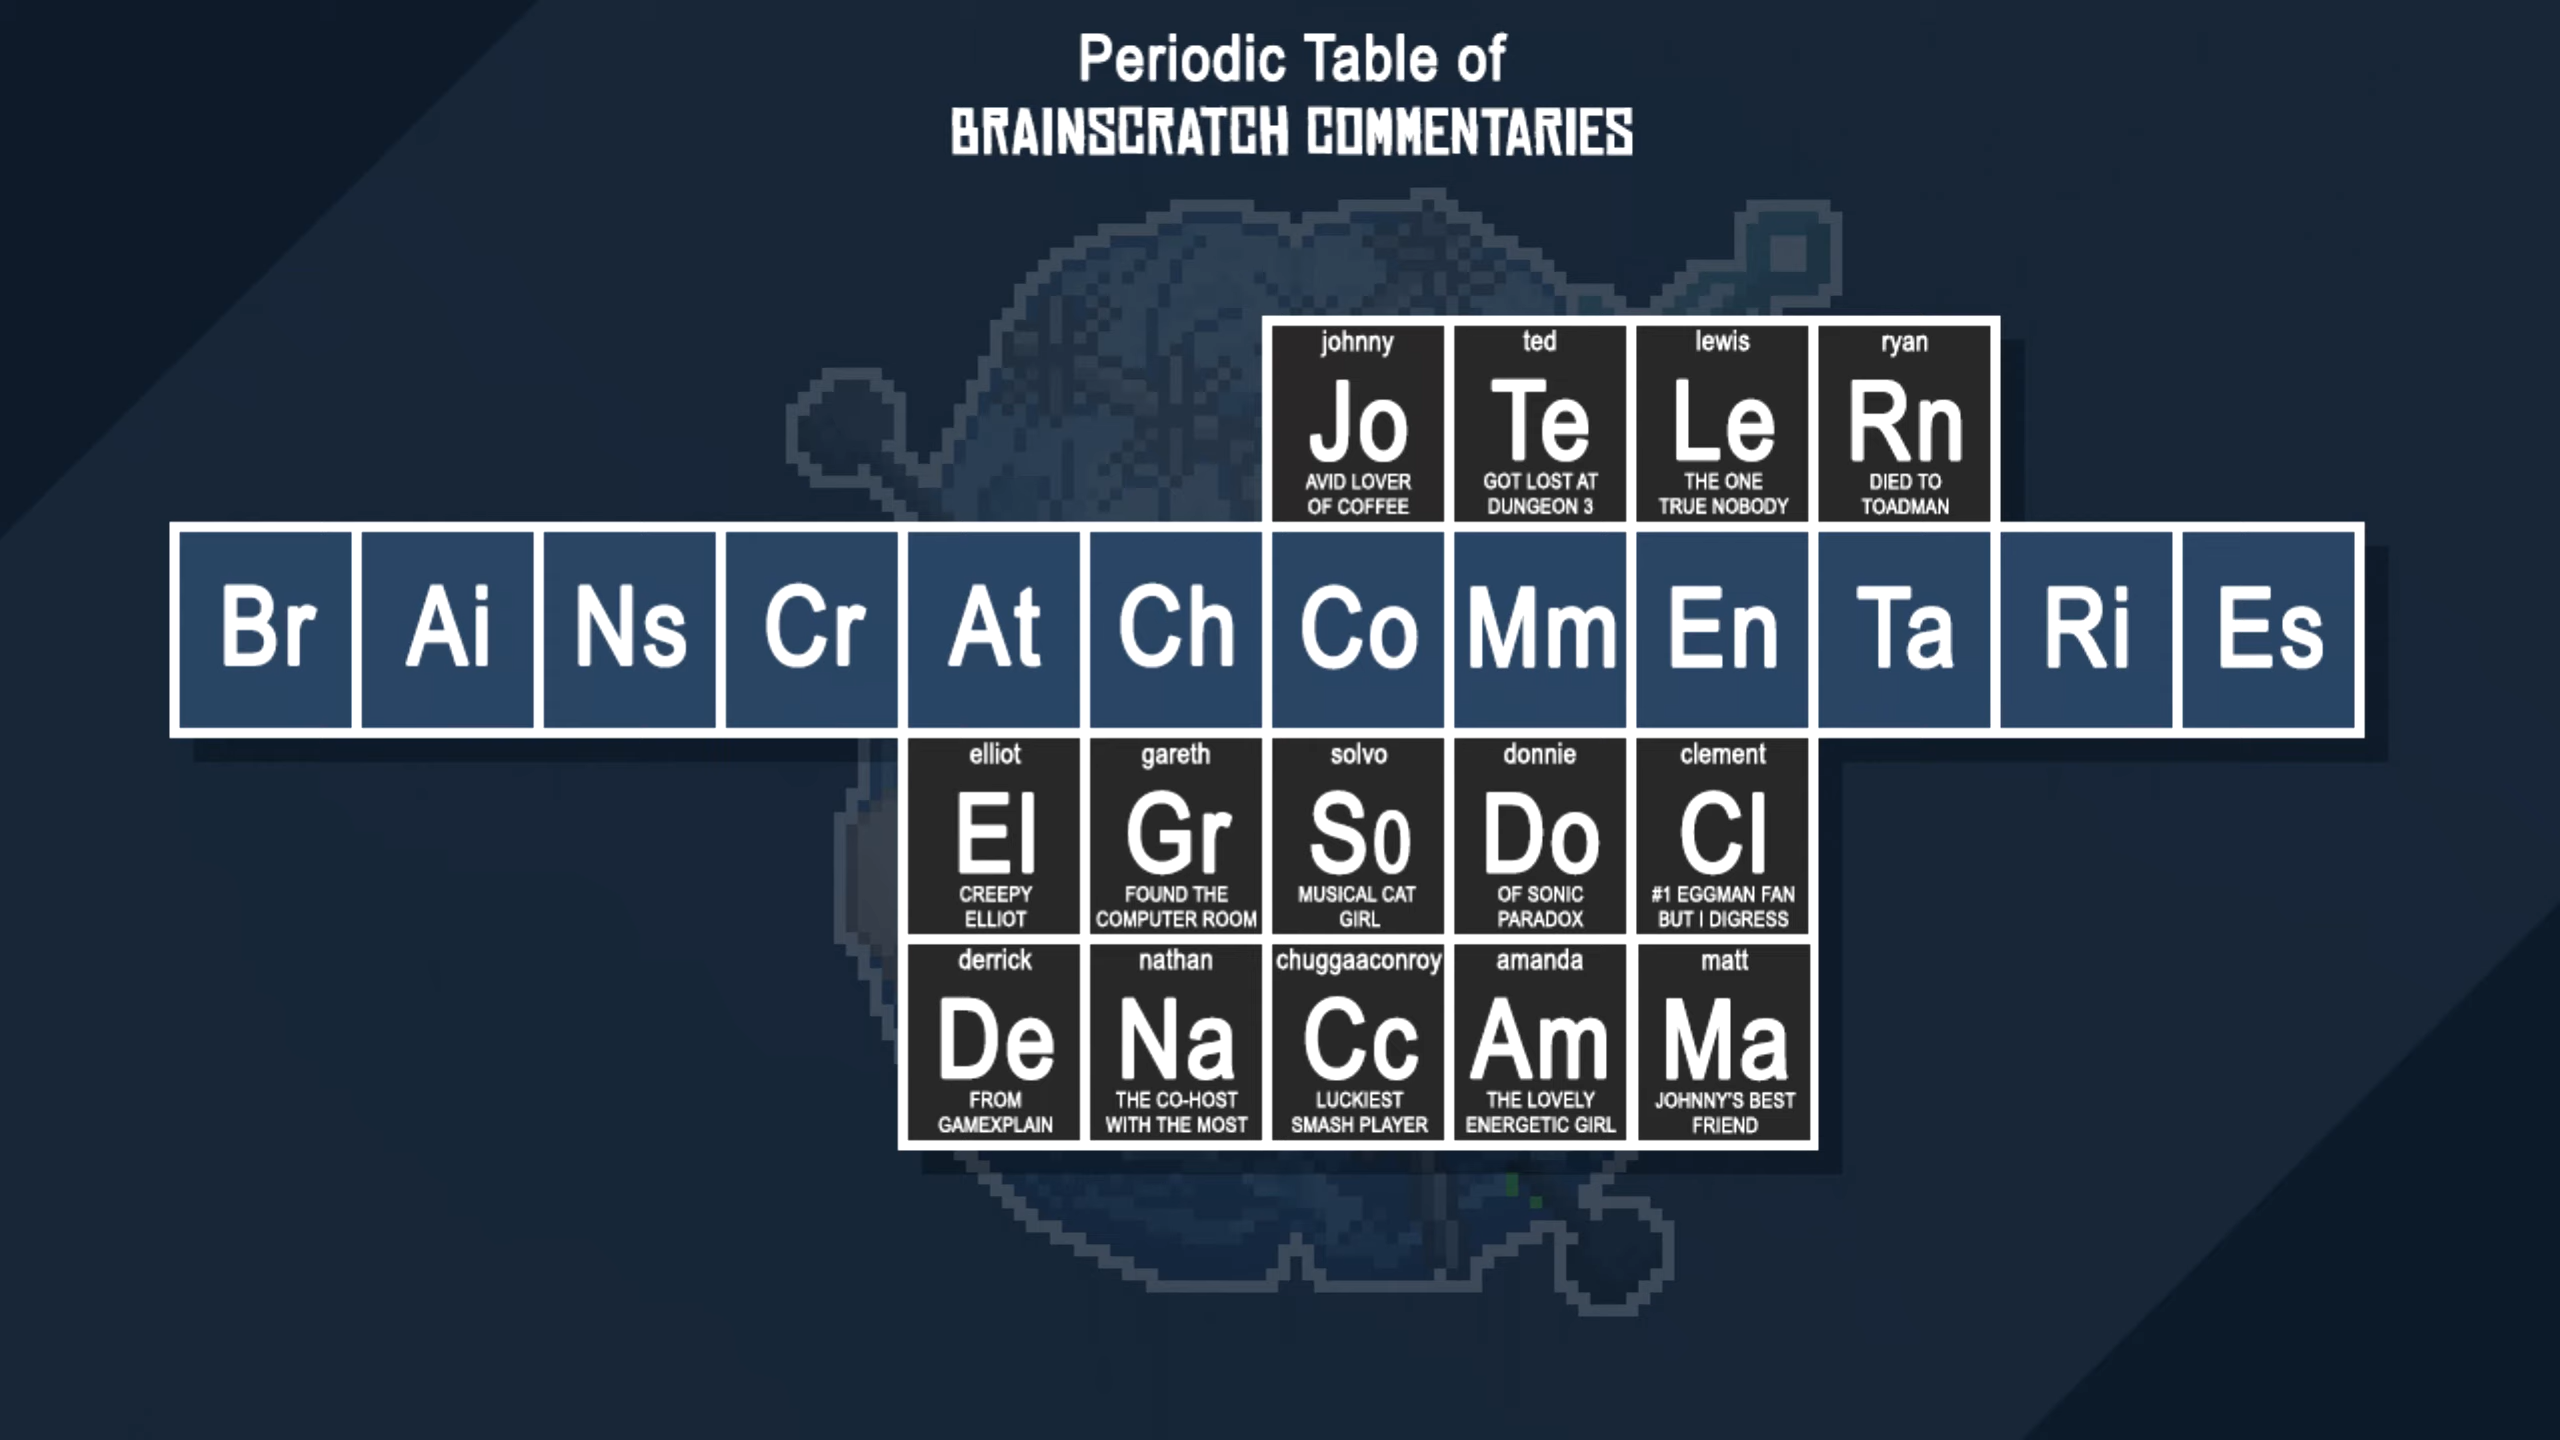 Periodic Table of
BRAINSCRATCH COMMENTARIES
johnny
Jo
AVID LOVER
OF COFFEE
ted
Te
GOT LOST AT
DUNGEON 3
lewis
Le
THE ONE
TRUE NOBODY
ryan
Rn
DIED TO
TOADMAN
Br Ai Ns Cr At Ch Co Mm En Ta Ri Es
elliot
El
CREEPY
ELLIOT
gareth
Gr
FOUND THE
COMPUTER ROOM
solvo
So
MUSICAL CAT
GIRL
donnie
Do
OF SONIC
PARADOX
clement
Cl
#1 EGGMAN FAN
BUT I DIGRESS
derrick
De
FROM
GAMEXPLAIN
nathan
Na
THE CO-HOST
WITH THE MOST
chuggaaconroy
Cc
LUCKIEST
SMASH PLAYER
amanda
Am
THE LOVELY
ENERGETIC GIRL
matt
Ma
JOHNNY'S BEST
FRIEND